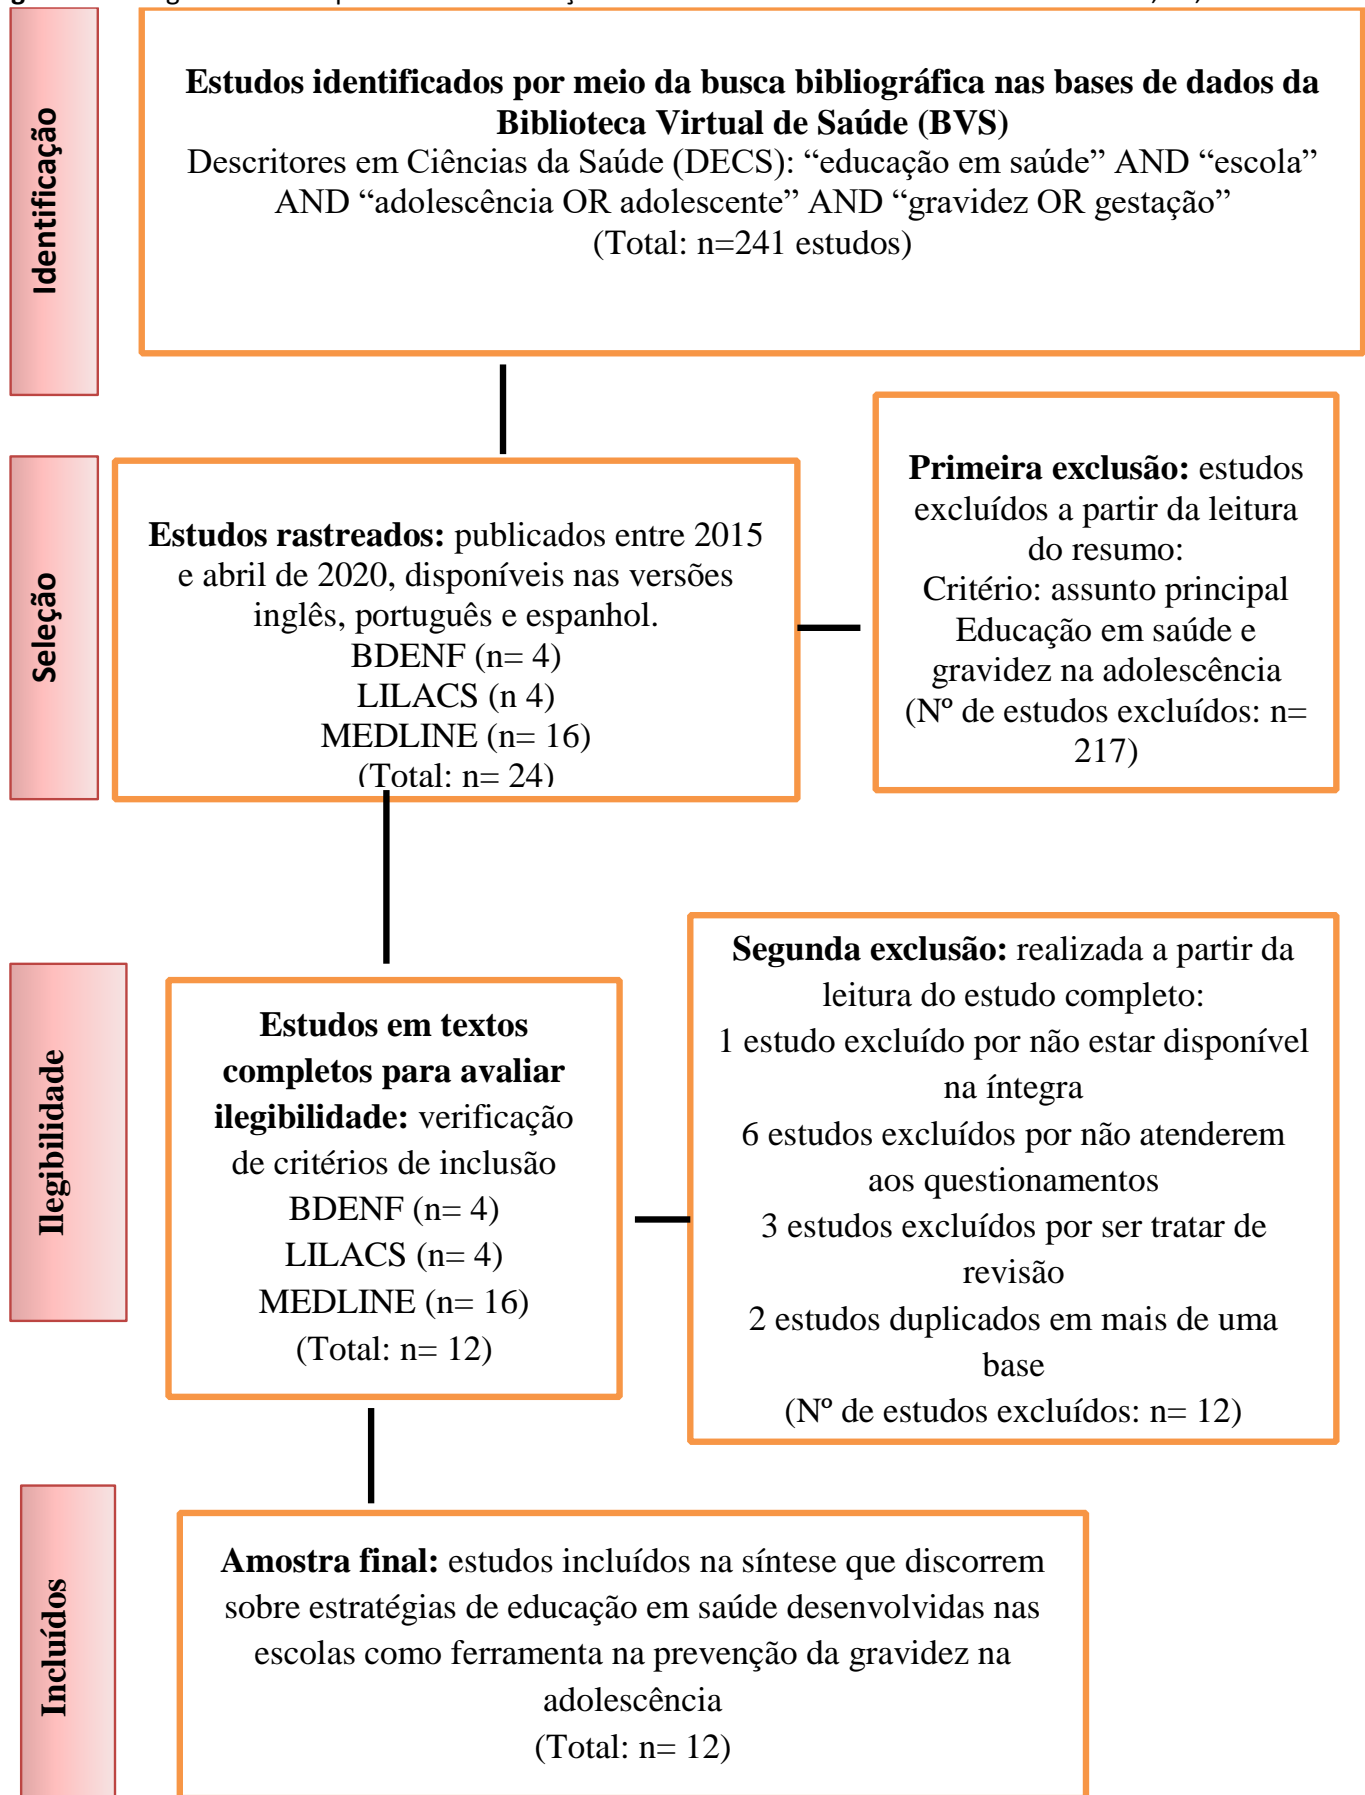 Identificação
Estudos identificados por meio da busca bibliográfica nas bases de dados da
Biblioteca Virtual de Saúde (BVS)
Descritores em Ciências da Saúde (DECS): “educação em saúde” AND “escola”
AND “adolescência OR adolescente” AND “gravidez OR gestação”
(Total: n=241 estudos)
Seleção
Estudos rastreados: publicados entre 2015
e abril de 2020, disponíveis nas versões
inglês, português e espanhol.
BDENF (n= 4)
LILACS (n 4)
MEDLINE (n= 16)
(Total: n= 24)
Primeira exclusão: estudos
excluídos a partir da leitura
do resumo:
Critério: assunto principal
Educação em saúde e
gravidez na adolescência
(Nº de estudos excluídos: n=
217)
Ilegibilidade
Estudos em textos
completos para avaliar
ilegibilidade: verificação
de critérios de inclusão
BDENF (n= 4)
LILACS (n= 4)
MEDLINE (n= 16)
(Total: n= 12)
Segunda exclusão: realizada a partir da
leitura do estudo completo:
1 estudo excluído por não estar disponível
na íntegra
6 estudos excluídos por não atenderem
aos questionamentos
3 estudos excluídos por ser tratar de
revisão
2 estudos duplicados em mais de uma
base
(Nº de estudos excluídos: n= 12)
Incluídos
Amostra final: estudos incluídos na síntese que discorrem
sobre estratégias de educação em saúde desenvolvidas nas
escolas como ferramenta na prevenção da gravidez na
adolescência
(Total: n= 12)